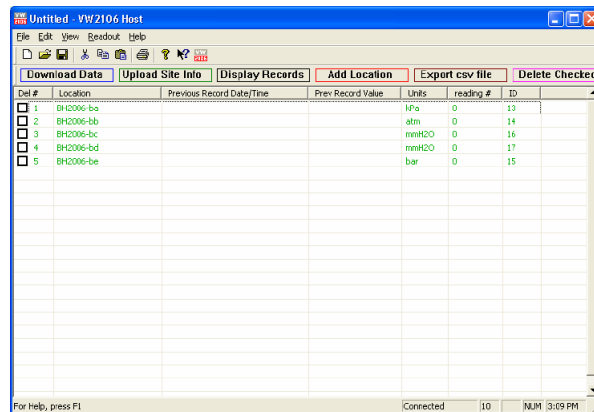 Untitled - VW2106 Host
File Edit View Readout Help
Download Data Upload Site Info Display Records Add Location Export csv file Delete Checked
Del # Location Previous Record Date/Time Prev Record Value Units reading # ID
1 BH2006-ba kPa 0 13
2 BH2006-bb atm 0 14
3 BH2006-bc mmH2O 0 16
4 BH2006-bd mmH2O 0 17
5 BH2006-be bar 0 15
For Help, press F1 Connected 10 NUM 3:09 PM